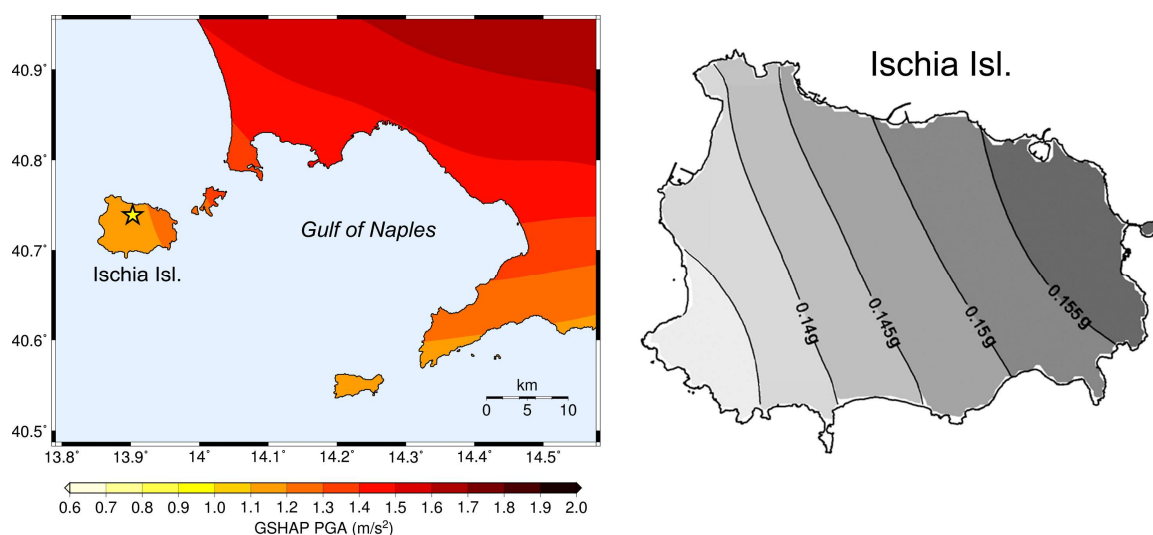 40.9˚
40.8˚
40.7˚
40.6˚
40.5˚
Gulf of Naples
Ischia Isl.
km
0 5 10
13.8˚ 13.9˚ 14˚ 14.1˚ 14.2˚ 14.3˚ 14.4˚ 14.5˚
0.6 0.7 0.8 0.9 1.0 1.1 1.2 1.3 1.4 1.5 1.6 1.7 1.8 1.9 2.0
GSHAP PGA (m/s²)
Ischia Isl.
0.14g
0.145g
0.15g
0.155g